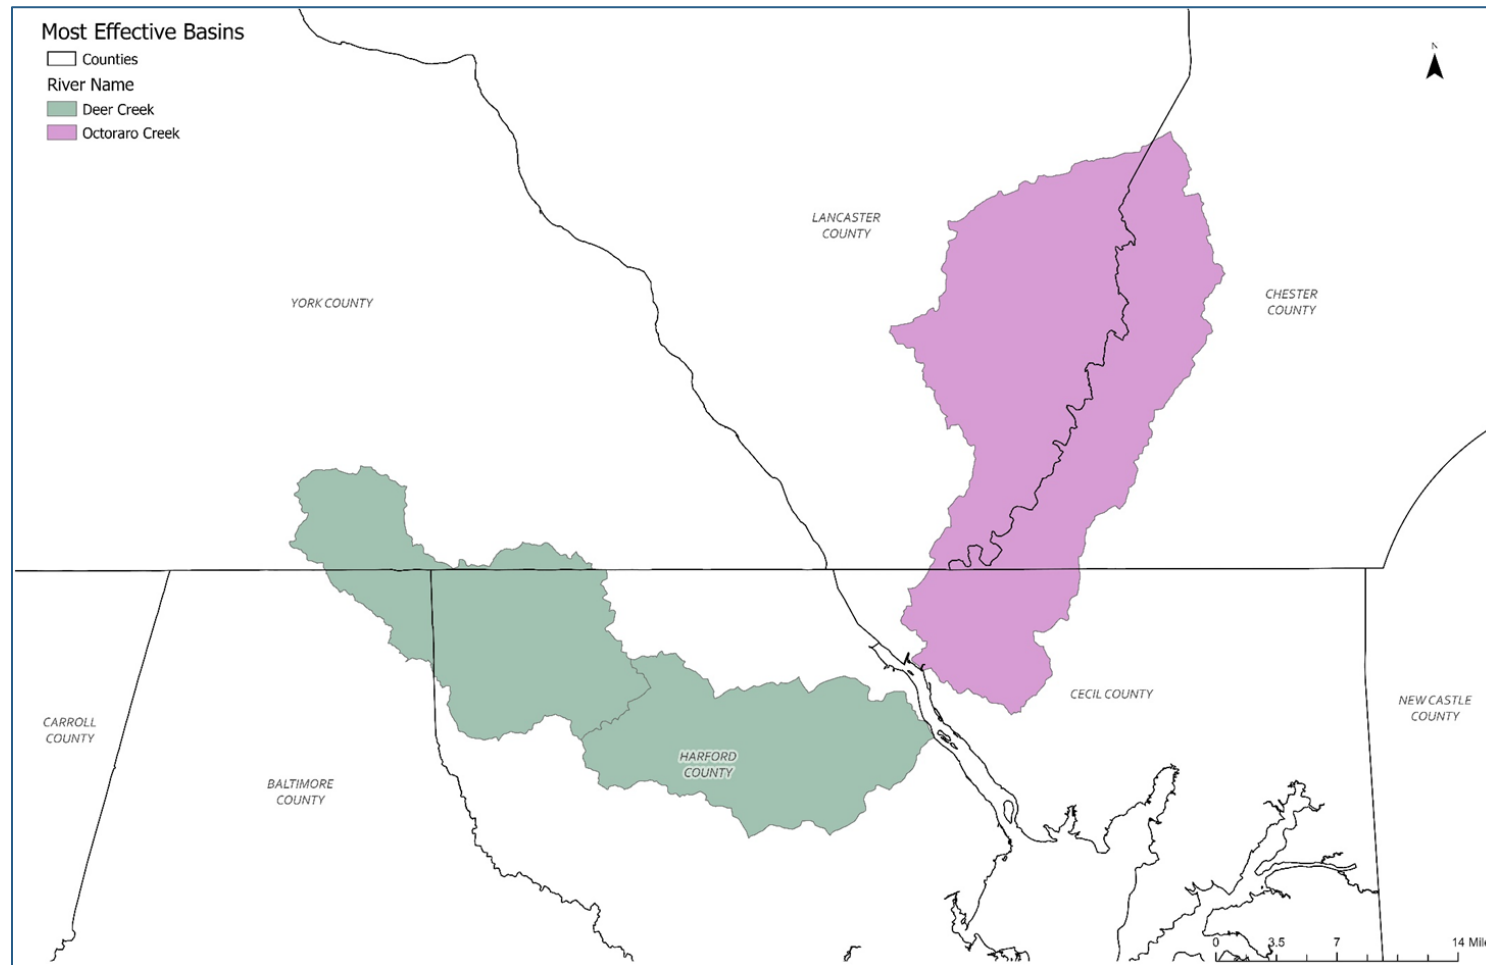 Most Effective Basins
Counties
River Name
Deer Creek
Octoraro Creek
N
LANCASTER
COUNTY
YORK COUNTY
CHESTER
COUNTY
CARROLL
COUNTY
BALTIMORE
COUNTY
HARFORD
COUNTY
CECIL COUNTY
NEW CASTLE
COUNTY
0 3.5 7 14 Mile